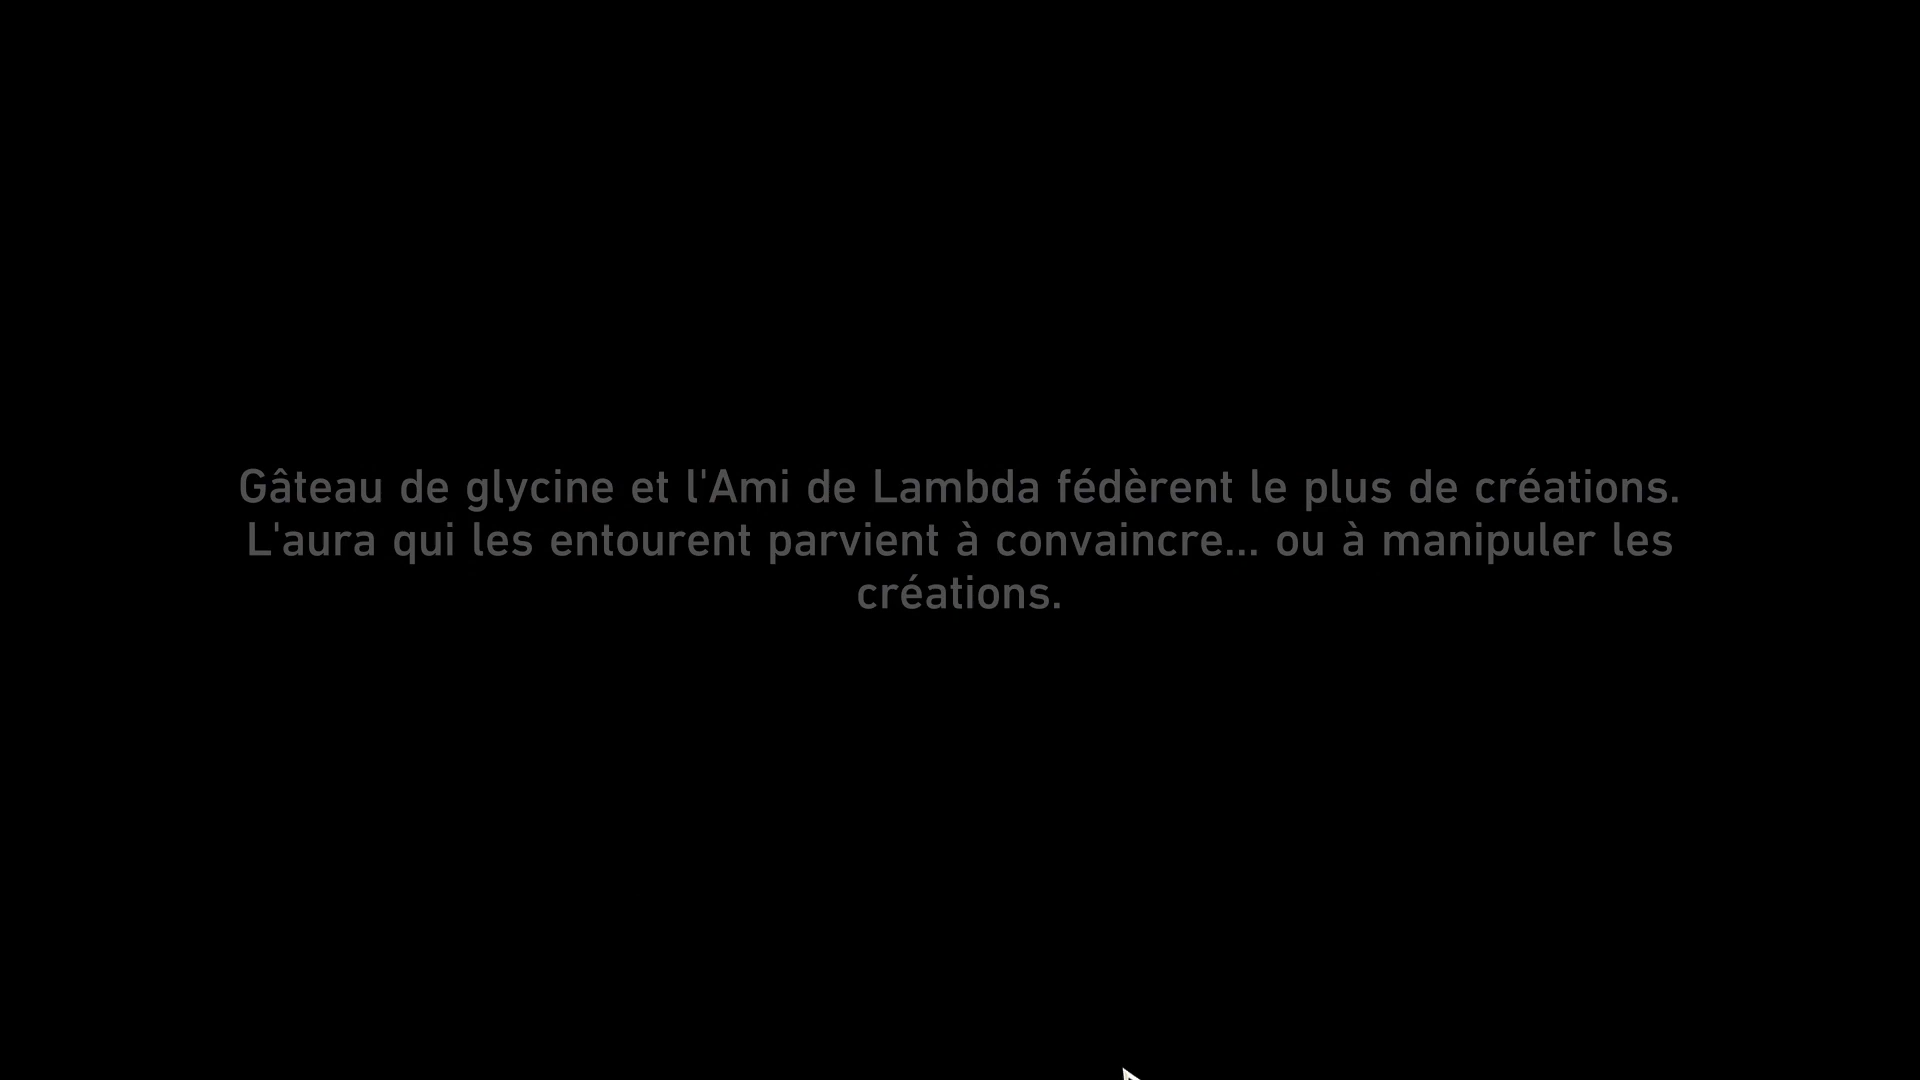 Gâteau de glycine et l'Ami de Lambda fédèrent le plus de créations.
L'aura qui les entourent parvient à convaincre... ou à manipuler les
créations.